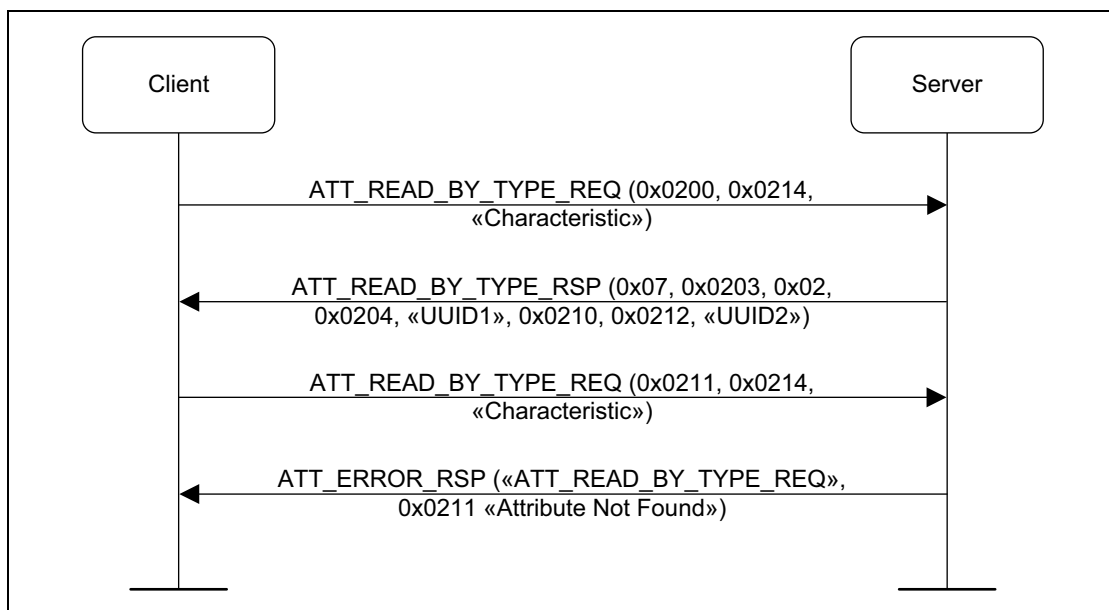 Client
Server
ATT_READ_BY_TYPE_REQ (0x0200, 0x0214,
«Characteristic»)
ATT_READ_BY_TYPE_RSP (0x07, 0x0203, 0x02,
0x0204, «UUID1», 0x0210, 0x0212, «UUID2»)
ATT_READ_BY_TYPE_REQ (0x0211, 0x0214,
«Characteristic»)
ATT_ERROR_RSP («ATT_READ_BY_TYPE_REQ»,
0x0211 «Attribute Not Found»)